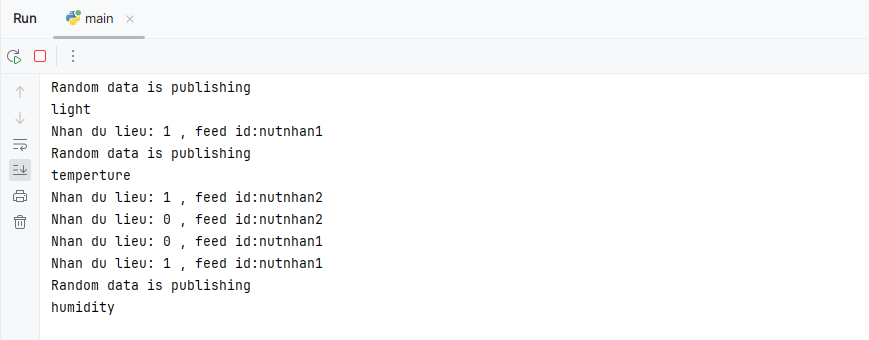 Run main
Random data is publishing
light
Nhan du lieu: 1 , feed id:nutnhan1
Random data is publishing
temperture
Nhan du lieu: 1 , feed id:nutnhan2
Nhan du lieu: 0 , feed id:nutnhan2
Nhan du lieu: 0 , feed id:nutnhan1
Nhan du lieu: 1 , feed id:nutnhan1
Random data is publishing
humidity